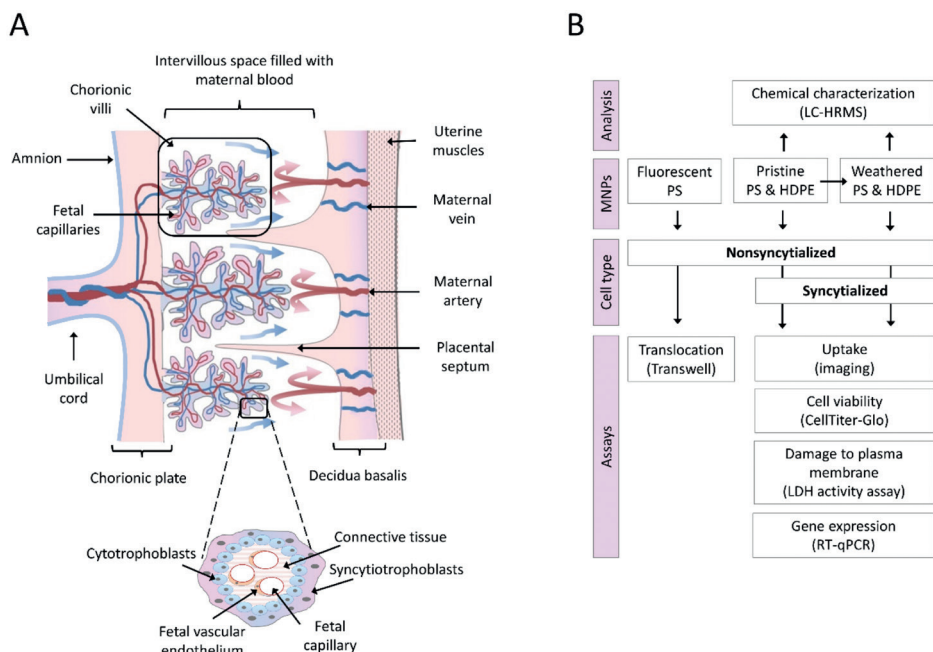 A
Intervillous space filled with
maternal blood
Chorionic
villi
Amnion
Fetal
capillaries
Uterine
muscles
Maternal
vein
Maternal
artery
Placental
septum
Umbilical
cord
Chorionic plate
Decidua basalis
Cytotrophoblasts
Connective tissue
Syncytiotrophoblasts
Fetal vascular
endothelium
Fetal
capillary
B
Analysis
Chemical characterization
(LC-HRMS)
MNPs
Fluorescent
PS
Pristine
PS & HDPE
Weathered
PS & HDPE
Cell type
Nonsyncytialized
Syncytialized
Assays
Translocation
(Transwell)
Uptake
(imaging)
Cell viability
(CellTiter-Glo)
Damage to plasma
membrane
(LDH activity assay)
Gene expression
(RT-qPCR)